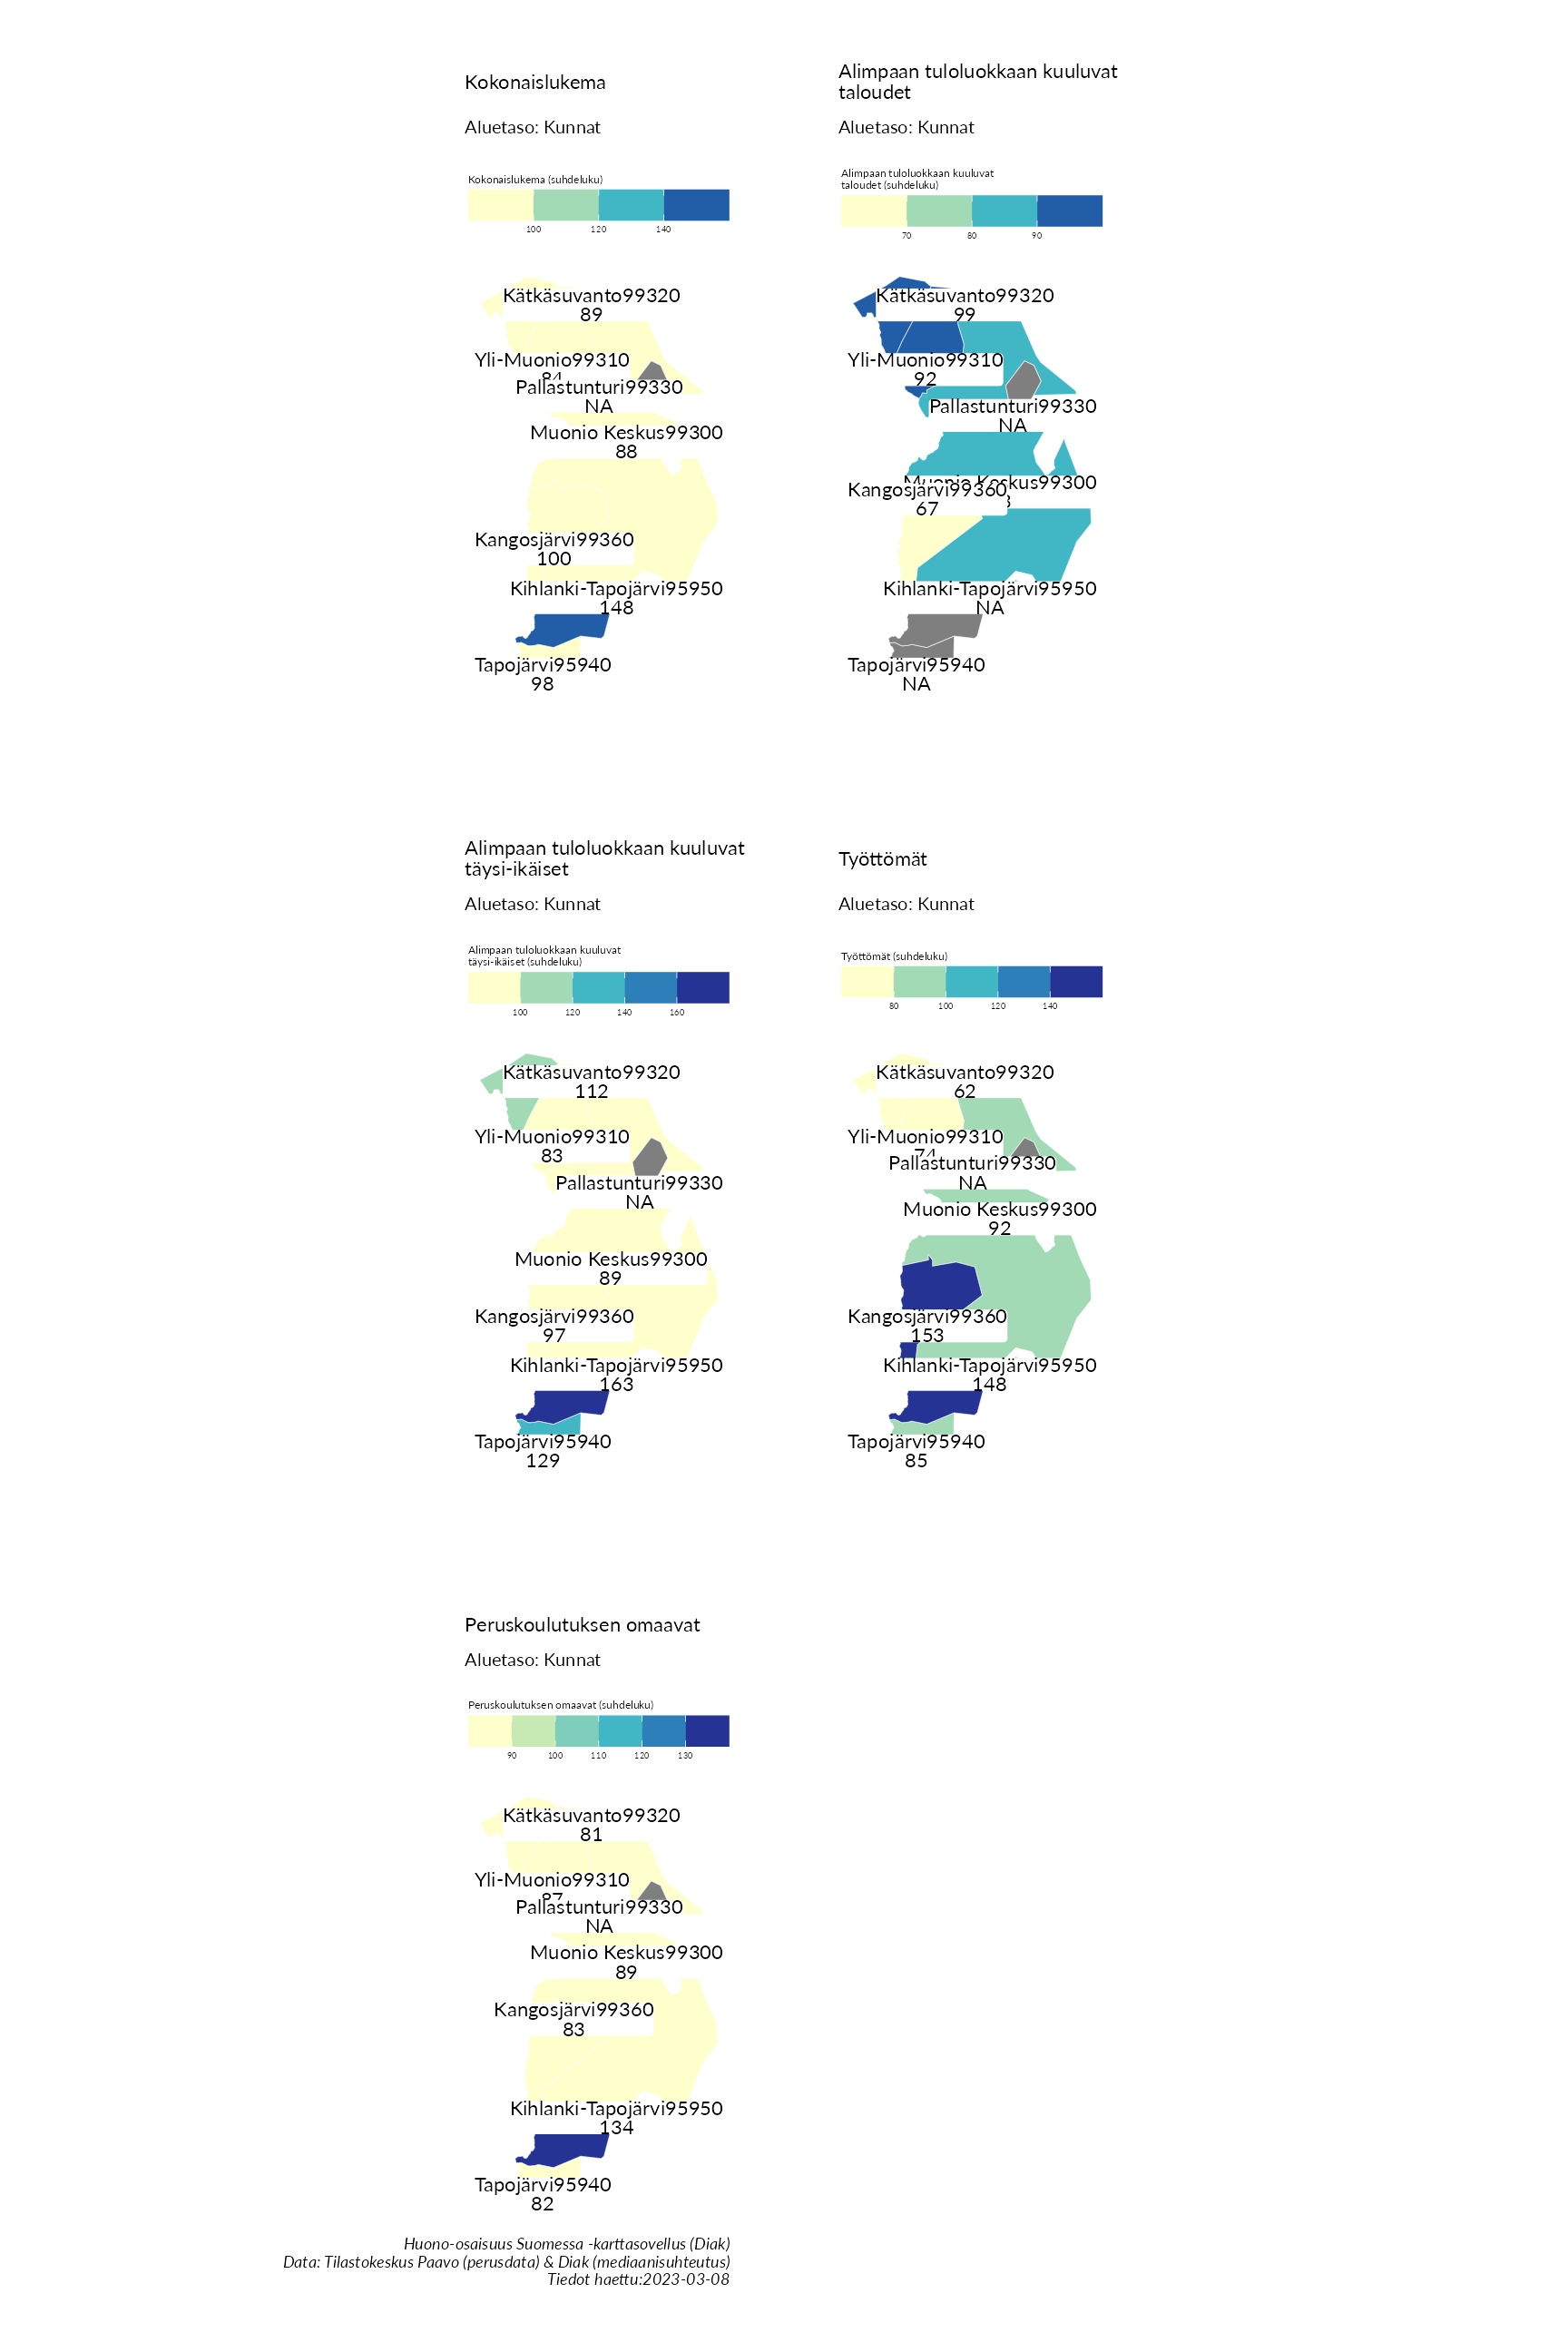 Kokonaislukema
Aluetaso: Kunnat
Kokonaislukema (suhdeluku)
100 120 140
Kätkäsuvanto99320
89
Yli-Muonio99310
Pallastunturi99330
NA
Muonio Keskus99300
88
Kangosjärvi99360
100
Kihlanki-Tapojärvi95950
148
Tapojärvi95940
98
Alimpaan tuloluokkaan kuuluvat
taloudet
Aluetaso: Kunnat
Alimpaan tuloluokkaan kuuluvat
taloudet (suhdeluku)
70 80 90
Kätkäsuvanto99320
99
Yli-Muonio99310
92
Pallastunturi99330
NA
Muonio Keskus99300
Kangosjärvi99360
67
Kihlanki-Tapojärvi95950
NA
Tapojärvi95940
NA
Alimpaan tuloluokkaan kuuluvat
täysi-ikäiset
Aluetaso: Kunnat
Alimpaan tuloluokkaan kuuluvat
täysi-ikäiset (suhdeluku)
100 120 140 160
Kätkäsuvanto99320
112
Yli-Muonio99310
83
Pallastunturi99330
NA
Muonio Keskus99300
89
Kangosjärvi99360
97
Kihlanki-Tapojärvi95950
163
Tapojärvi95940
129
Työttömät
Aluetaso: Kunnat
Työttömät (suhdeluku)
80 100 120 140
Kätkäsuvanto99320
62
Yli-Muonio99310
Pallastunturi99330
NA
Muonio Keskus99300
92
Kangosjärvi99360
153
Kihlanki-Tapojärvi95950
148
Tapojärvi95940
85
Peruskoulutuksen omaavat
Aluetaso: Kunnat
Peruskoulutuksen omaavat (suhdeluku)
90 100 110 120 130
Kätkäsuvanto99320
81
Yli-Muonio99310
Pallastunturi99330
NA
Muonio Keskus99300
89
Kangosjärvi99360
83
Kihlanki-Tapojärvi95950
134
Tapojärvi95940
82
Huono-osaisuus Suomessa -karttasovellus (Diak)
Data: Tilastokeskus Paavo (perusdata) & Diak (mediaanisuhteutus)
Tiedot haettu:2023-03-08